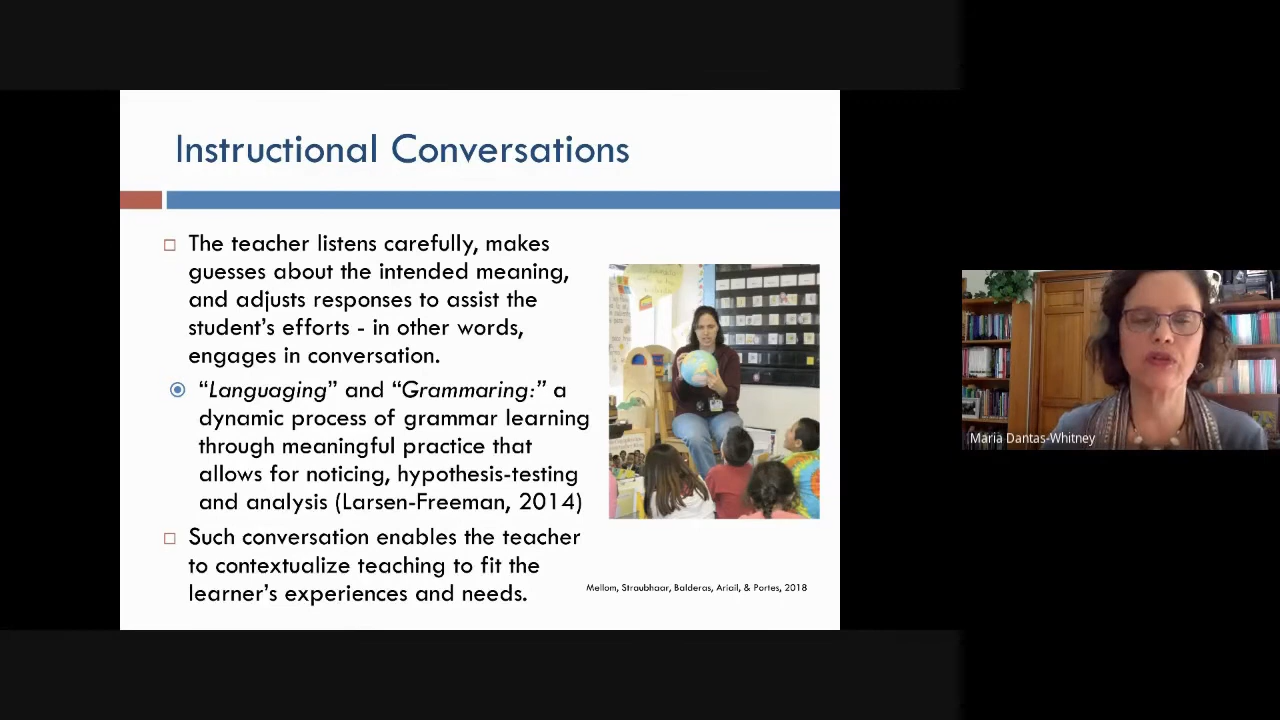 Instructional Conversations
The teacher listens carefully, makes
guesses about the intended meaning,
and adjusts responses to assist the
student's efforts - in other words,
engages in conversation.
"Languaging" and "Grammaring:" a
dynamic process of grammar learning
through meaningful practice that
allows for noticing, hypothesis-testing
and analysis (Larsen-Freeman, 2014)
Such conversation enables the teacher
to contextualize teaching to fit the
learner's experiences and needs.
Mellom, Straubhaar, Balderas, Ariail, & Portes, 2018
Maria Dantas-Whitney